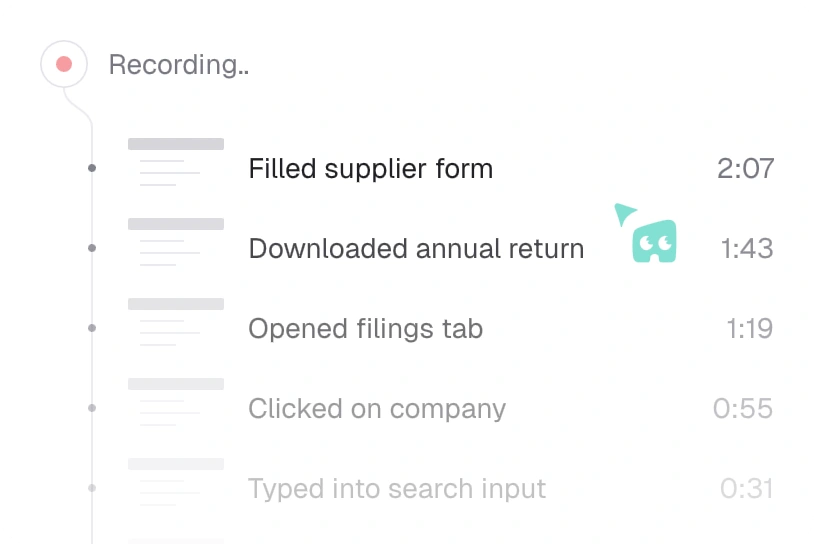 Recording..
Filled supplier form 2:07
Downloaded annual return 1:43
Opened filings tab 1:19
Clicked on company 0:55
Typed into search input 0:31